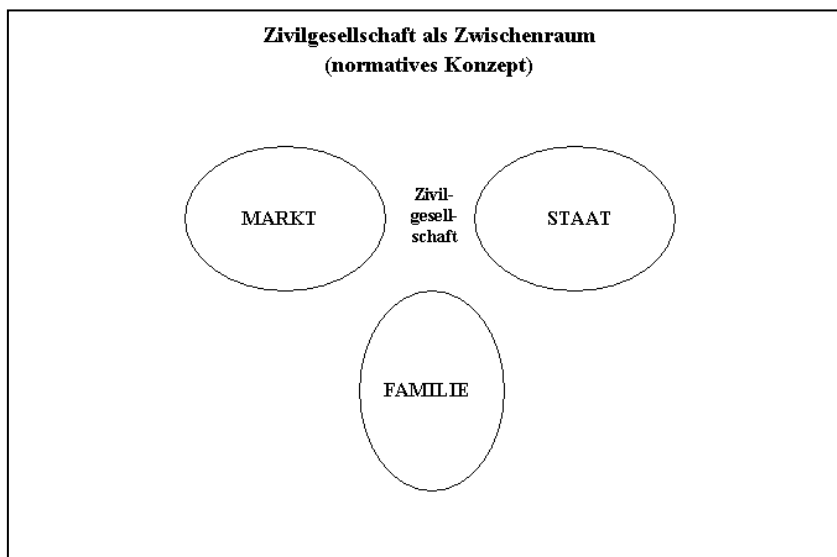 Zivilgesellschaft als Zwischenraum
(normatives Konzept)
Zivil-
gesell-
schaft
MARKT
STAAT
FAMILIE